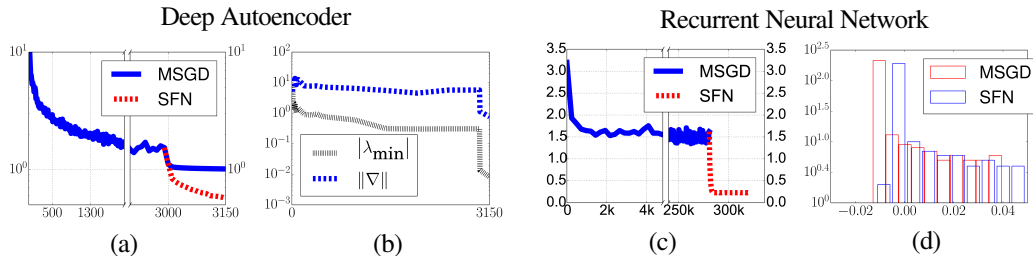 Deep Autoencoder
Recurrent Neural Network
10^1
10^0
500 1300 3000 3150
10^1
10^0
MSGD
SFN
(a)
10^2
10^1
10^0
10^{-1}
10^{-2}
10^{-3}
0 3150
|λ_min|
‖∇‖
(b)
3.5
3.0
2.5
2.0
1.5
1.0
0.5
0.0
0 2k 4k 250k 300k
3.5
3.0
2.5
2.0
1.5
1.0
0.5
0.0
MSGD
SFN
(c)
10^{2.5}
10^{2.0}
10^{1.5}
10^{1.0}
10^{0.4}
10^0
−0.02 0.00 0.02 0.04
MSGD
SFN
(d)